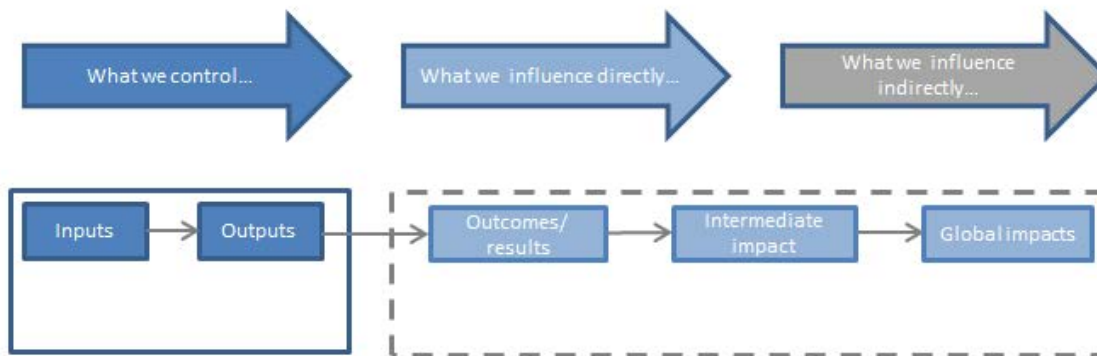 What we control...
What we influence directly...
What we influence
indirectly...
Inputs
Outputs
Outcomes/
results
Intermediate
impact
Global impacts